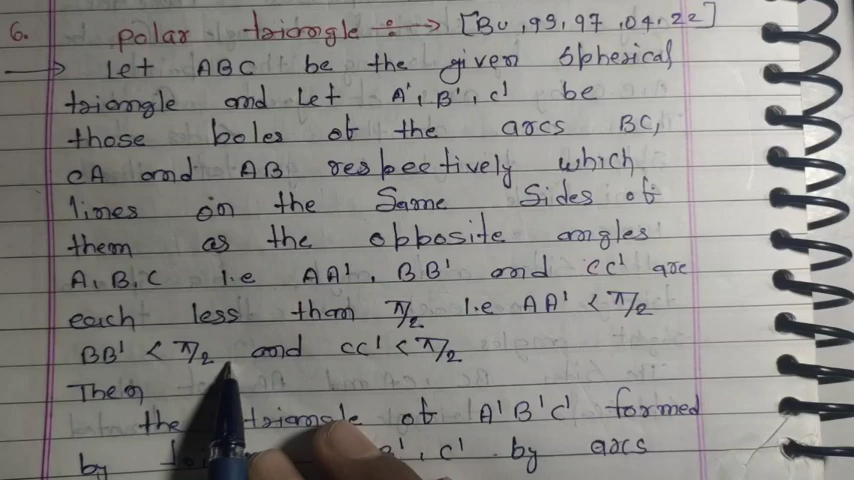 6. Polar triangle :→ [BU, 93, 97, 04, 22]
→ Let ABC be the given spherical
triangle and Let A', B', C' be
those poles of the arcs BC,
CA and AB respectively which
lines on the Same Sides of
them as the opposite angles
A, B, C i.e AA', BB' and CC' are
each less than π/2 i.e AA' < π/2
BB' < π/2 and CC' < π/2
Then
the triangle of A'B'C' formed
by B', C' by arcs